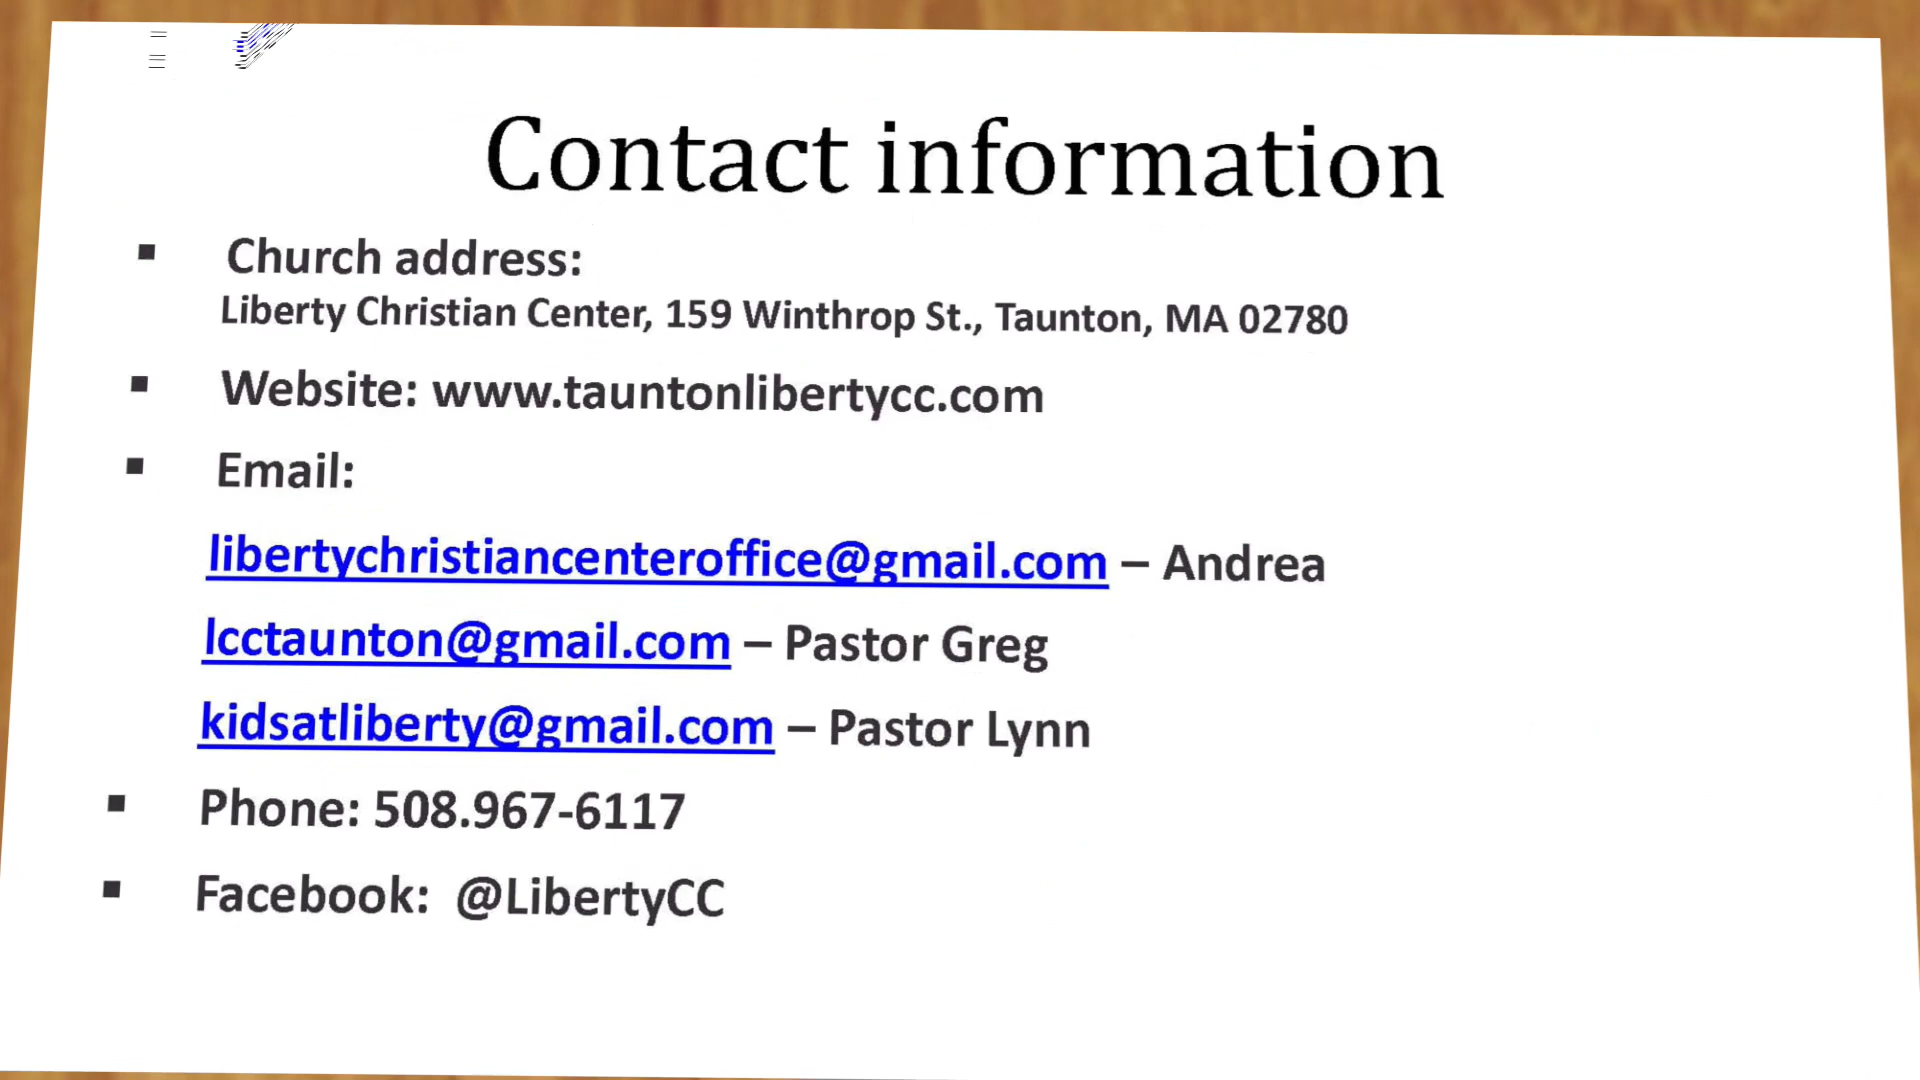 Contact information
▪ Church address:
Liberty Christian Center, 159 Winthrop St., Taunton, MA 02780
▪ Website: www.tauntonlibertycc.com
▪ Email:
libertychristiancenteroffice@gmail.com – Andrea
lcctaunton@gmail.com – Pastor Greg
kidsatliberty@gmail.com – Pastor Lynn
▪ Phone: 508.967-6117
▪ Facebook: @LibertyCC